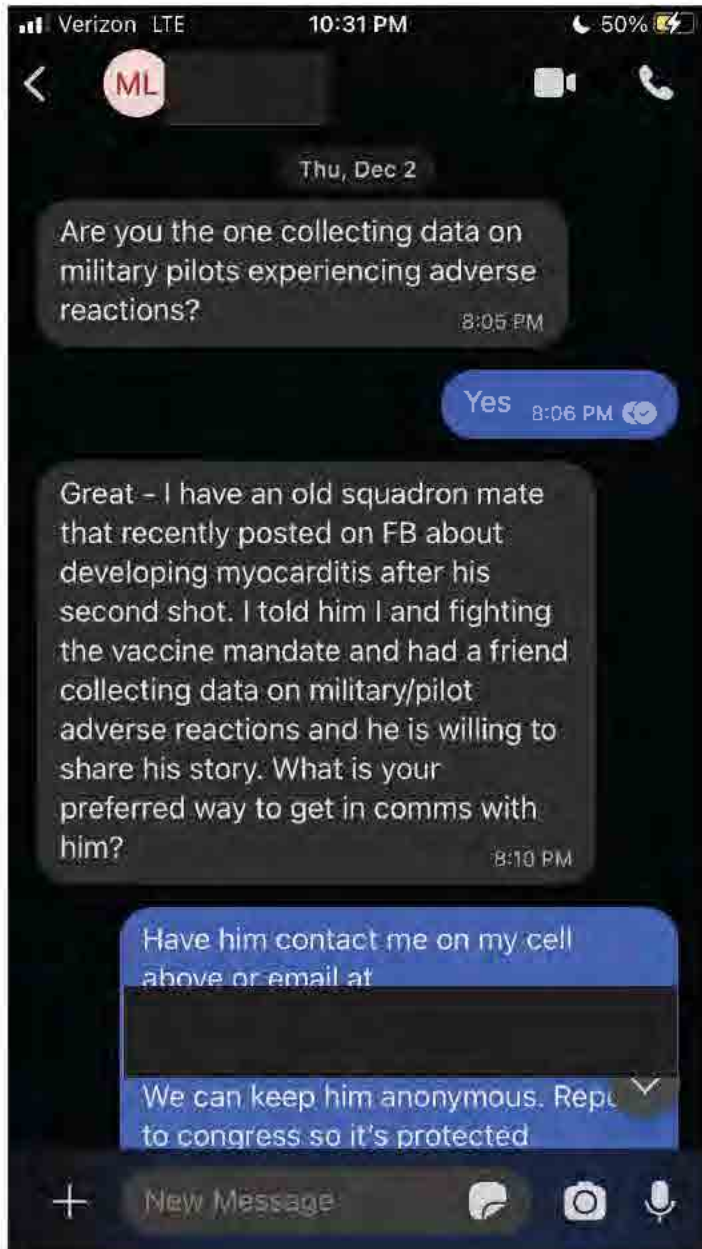 Verizon LTE 10:31 PM 50%
ML
Thu, Dec 2
Are you the one collecting data on
military pilots experiencing adverse
reactions?
8:05 PM
Yes 8:06 PM
Great - I have an old squadron mate
that recently posted on FB about
developing myocarditis after his
second shot. I told him I and fighting
the vaccine mandate and had a friend
collecting data on military/pilot
adverse reactions and he is willing to
share his story. What is your
preferred way to get in comms with
him?
8:10 PM
Have him contact me on my cell
above or email at
We can keep him anonymous.
to congress so it's protected
New Message